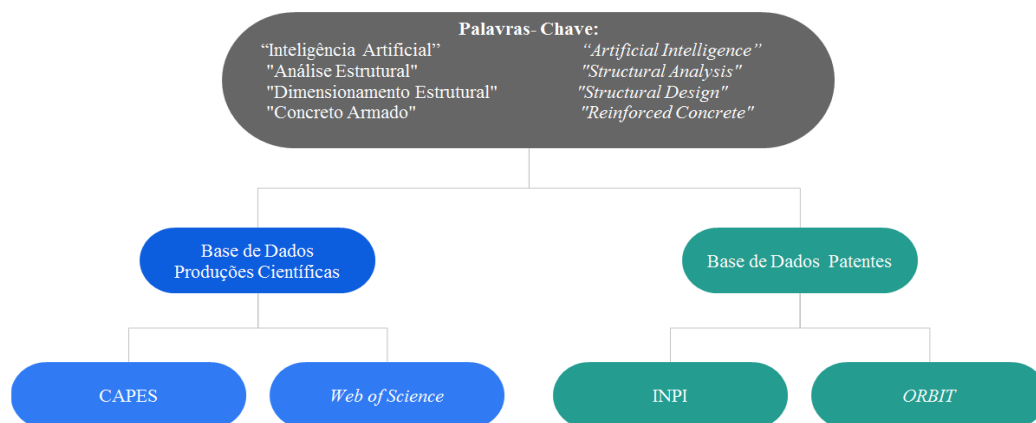 Palavras- Chave:
“Inteligência Artificial” “Artificial Intelligence”
"Análise Estrutural" "Structural Analysis"
"Dimensionamento Estrutural" "Structural Design"
"Concreto Armado" "Reinforced Concrete"
Base de Dados
Produções Científicas
Base de Dados Patentes
CAPES
Web of Science
INPI
ORBIT